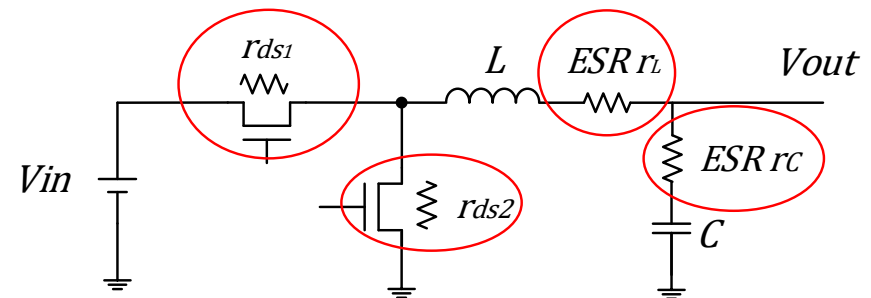 rds1
L
ESR rL
Vout
Vin
rds2
ESR rC
C